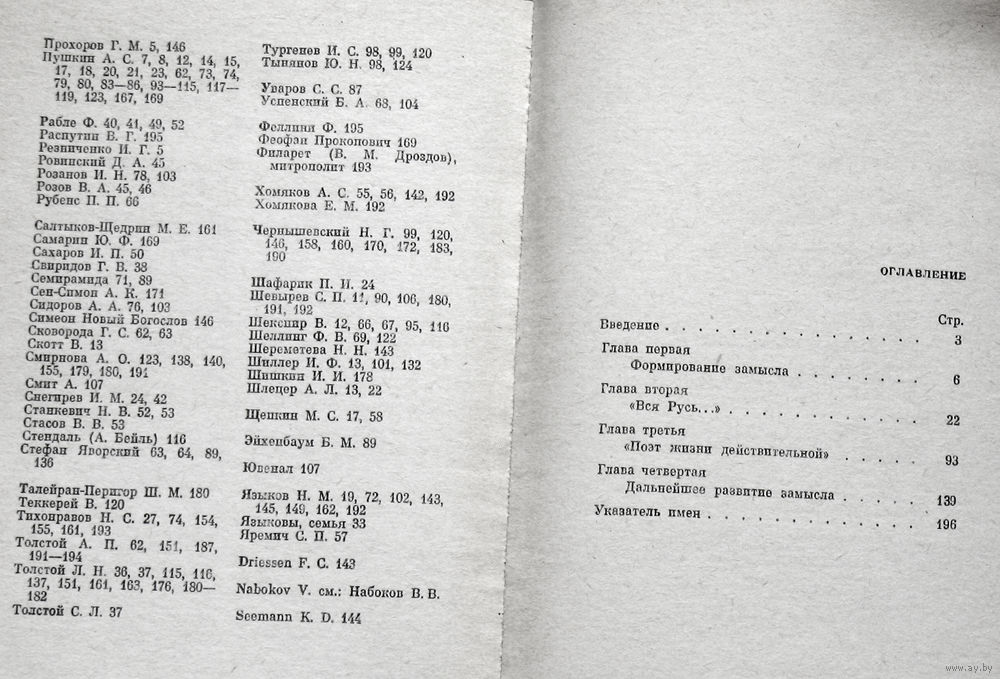 Прохоров Г. М. 5, 146
Пушкин А. С. 7, 8, 12, 14, 15,
17, 18, 20, 21, 23, 62, 73, 74,
79, 80, 83—86, 93—115, 117—
119, 123, 167, 169
Рабле Ф. 40, 41, 49, 52
Распутин В. Г. 195
Резниченко И. Г. 5
Ровинский Д. А. 45
Розанов И. Н. 78, 103
Розов В. А. 45, 46
Рубенс П. П. 66
Салтыков-Щедрин М. Е. 161
Самарин Ю. Ф. 169
Сахаров И. П. 50
Свиридов Г. В. 38
Семирамида 71, 89
Сен-Симон А. К. 171
Сидоров А. А. 76, 103
Симеон Новый Богослов 146
Сковорода Г. С. 62, 63
Скотт В. 13
Смирнова А. О. 123, 138, 140,
155, 179, 180, 191
Смит А. 107
Снегирев И. М. 24, 42
Станкевич Н. В. 52, 53
Стасов В. В. 53
Стендаль (А. Бейль) 116
Стефан Яворский 63, 64, 89,
136
Талейран-Перигор Ш. М. 180
Теккерей В. 120
Тихонравов Н. С. 27, 74, 154,
155, 161, 193
Толстой А. П. 62, 151, 187,
191—194
Толстой Л. Н. 36, 37, 115, 116,
137, 151, 161, 163, 176, 180—
182
Толстой С. Л. 37
Тургенев И. С. 98, 99, 120
Тынянов Ю. Н. 98, 124
Уваров С. С. 87
Успенский Б. А. 68, 104
Феллини Ф. 195
Феофан Прокопович 169
Филарет (В. М. Дроздов),
митрополит 193
Хомяков А. С. 55, 56, 142, 192
Хомякова Е. М. 192
Чернышевский Н. Г. 99, 120,
146, 158, 160, 170, 172, 183,
190
Шафарик П. И. 24
Шевырев С. П. 11, 90, 106, 180,
191, 192
Шекспир В. 12, 66, 67, 95, 116
Шеллинг Ф. В. 69, 122
Шереметева Н. Н. 143
Шиллер И. Ф. 13, 101, 132
Шишкин И. И. 178
Шлецер А. Л. 13, 22
Щепкин М. С. 17, 58
Эйхенбаум Б. М. 89
Ювенал 107
Языков Н. М. 19, 72, 102, 143,
145, 149, 162, 192
Языковы, семья 33
Яремич С. П. 57
Driessen F. C. 143
Nabokov V. см.: Набоков В. В.
Seemann K. D. 144
ОГЛАВЛЕНИЕ
Стр.
Введение . . . . . . . . . . . . . . 3
Глава первая
Формирование замысла . . . . . . . . 6
Глава вторая
«Вся Русь...» . . . . . . . . . . . 22
Глава третья
«Поэт жизни действительной» . . . . . 93
Глава четвертая
Дальнейшее развитие замысла . . . . . 139
Указатель имен . . . . . . . . . . . . 196
www.ay.by